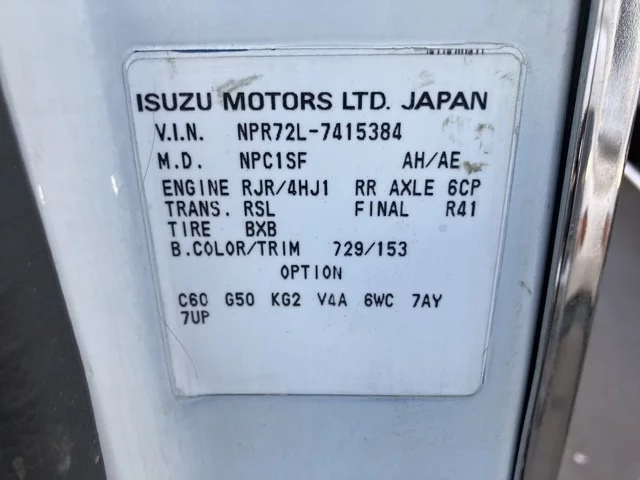 ISUZU MOTORS LTD. JAPAN
V.I.N. NPR72L-7415384
M.D. NPC1SF AH/AE
ENGINE RJR/4HJ1 RR AXLE 6CP
TRANS. RSL FINAL R41
TIRE BXB
B.COLOR/TRIM 729/153
OPTION
C60 G50 KG2 V4A 6WC 7AY
7UP